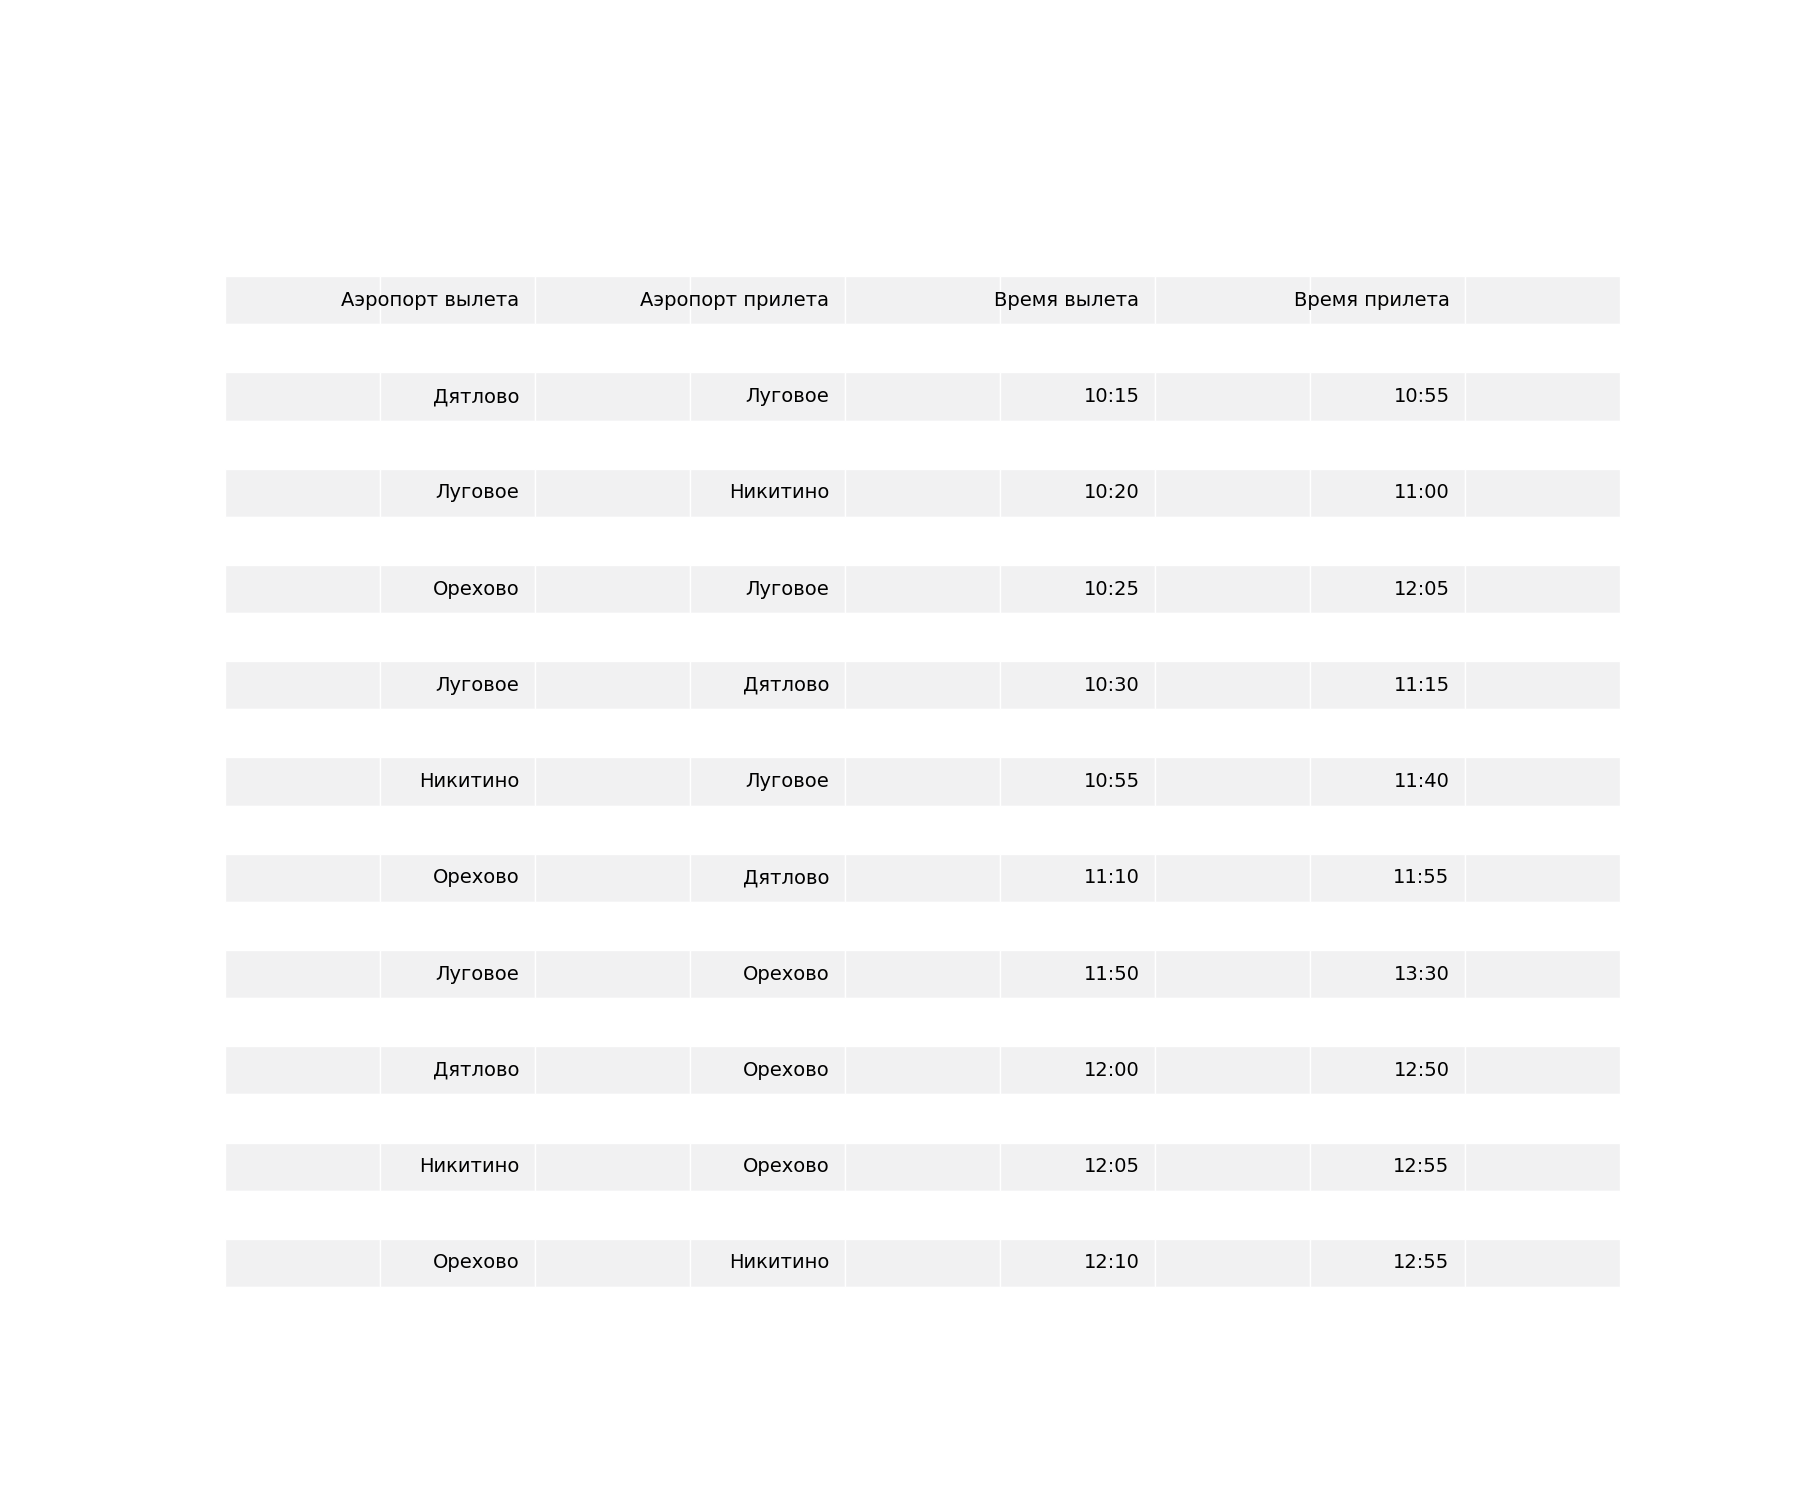 Аэропорт вылета Аэропорт прилета Время вылета Время прилета
Дятлово Луговое 10:15 10:55
Луговое Никитино 10:20 11:00
Орехово Луговое 10:25 12:05
Луговое Дятлово 10:30 11:15
Никитино Луговое 10:55 11:40
Орехово Дятлово 11:10 11:55
Луговое Орехово 11:50 13:30
Дятлово Орехово 12:00 12:50
Никитино Орехово 12:05 12:55
Орехово Никитино 12:10 12:55